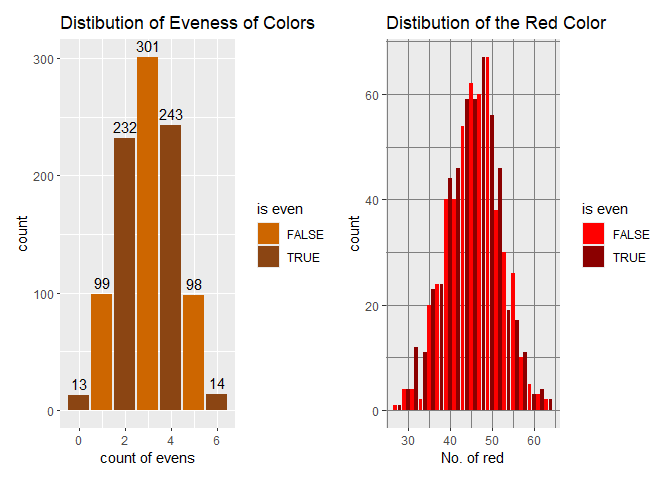 Distibution of Eveness of Colors
300
200
100
0
count
13
99
232
301
243
98
14
0 2 4 6
count of evens
is even
FALSE
TRUE
Distibution of the Red Color
60
40
20
0
count
30 40 50 60
No. of red
is even
FALSE
TRUE